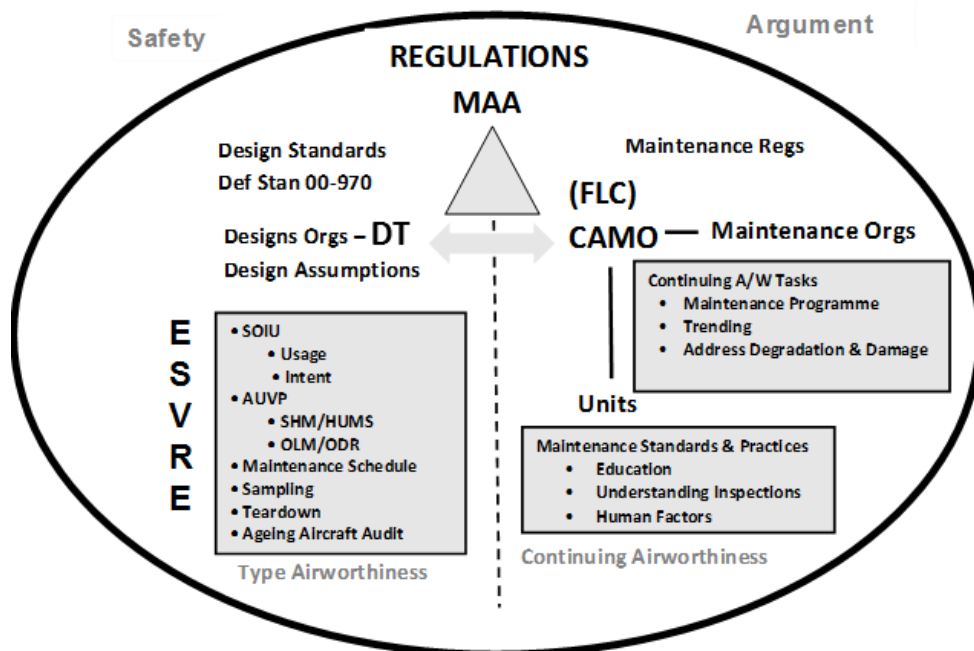 Safety
Argument
REGULATIONS
MAA
Design Standards
Def Stan 00-970
Designs Orgs – DT
Design Assumptions
Maintenance Regs
(FLC)
CAMO — Maintenance Orgs
Continuing A/W Tasks
• Maintenance Programme
• Trending
• Address Degradation & Damage
E
S
V
R
E
• SOIU
• Usage
• Intent
• AUVP
• SHM/HUMS
• OLM/ODR
• Maintenance Schedule
• Sampling
• Teardown
• Ageing Aircraft Audit
Type Airworthiness
Units
Maintenance Standards & Practices
• Education
• Understanding Inspections
• Human Factors
Continuing Airworthiness